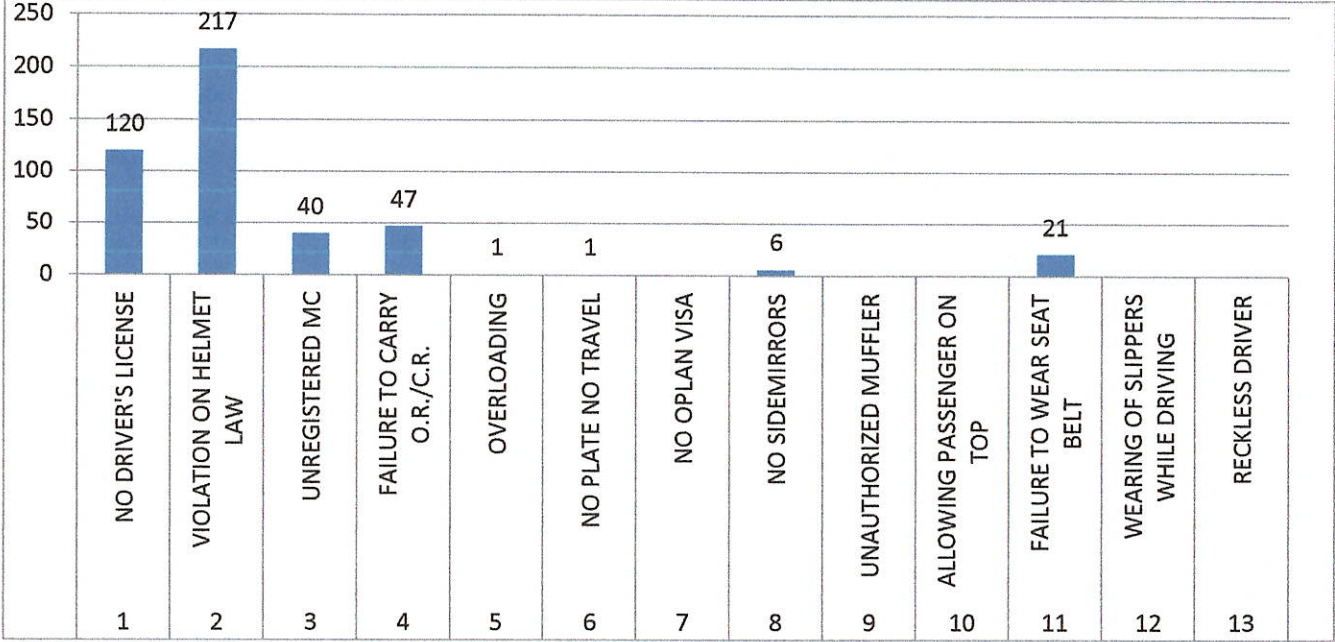 250
200
150
100
50
0
120
217
40
47
1
1
6
21
NO DRIVER'S LICENSE
VIOLATION ON HELMET
LAW
UNREGISTERED MC
FAILURE TO CARRY
O.R./C.R.
OVERLOADING
NO PLATE NO TRAVEL
NO OPLAN VISA
NO SIDEMIRRORS
UNAUTHORIZED MUFFLER
ALLOWING PASSENGER ON
TOP
FAILURE TO WEAR SEAT
BELT
WEARING OF SLIPPERS
WHILE DRIVING
RECKLESS DRIVER
1
2
3
4
5
6
7
8
9
10
11
12
13